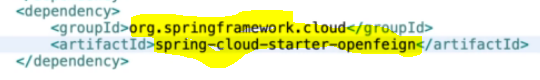 <dependency>
<groupId>org.springframework.cloud</groupId>
<artifactId>spring-cloud-starter-openfeign</artifactId>
</dependency>